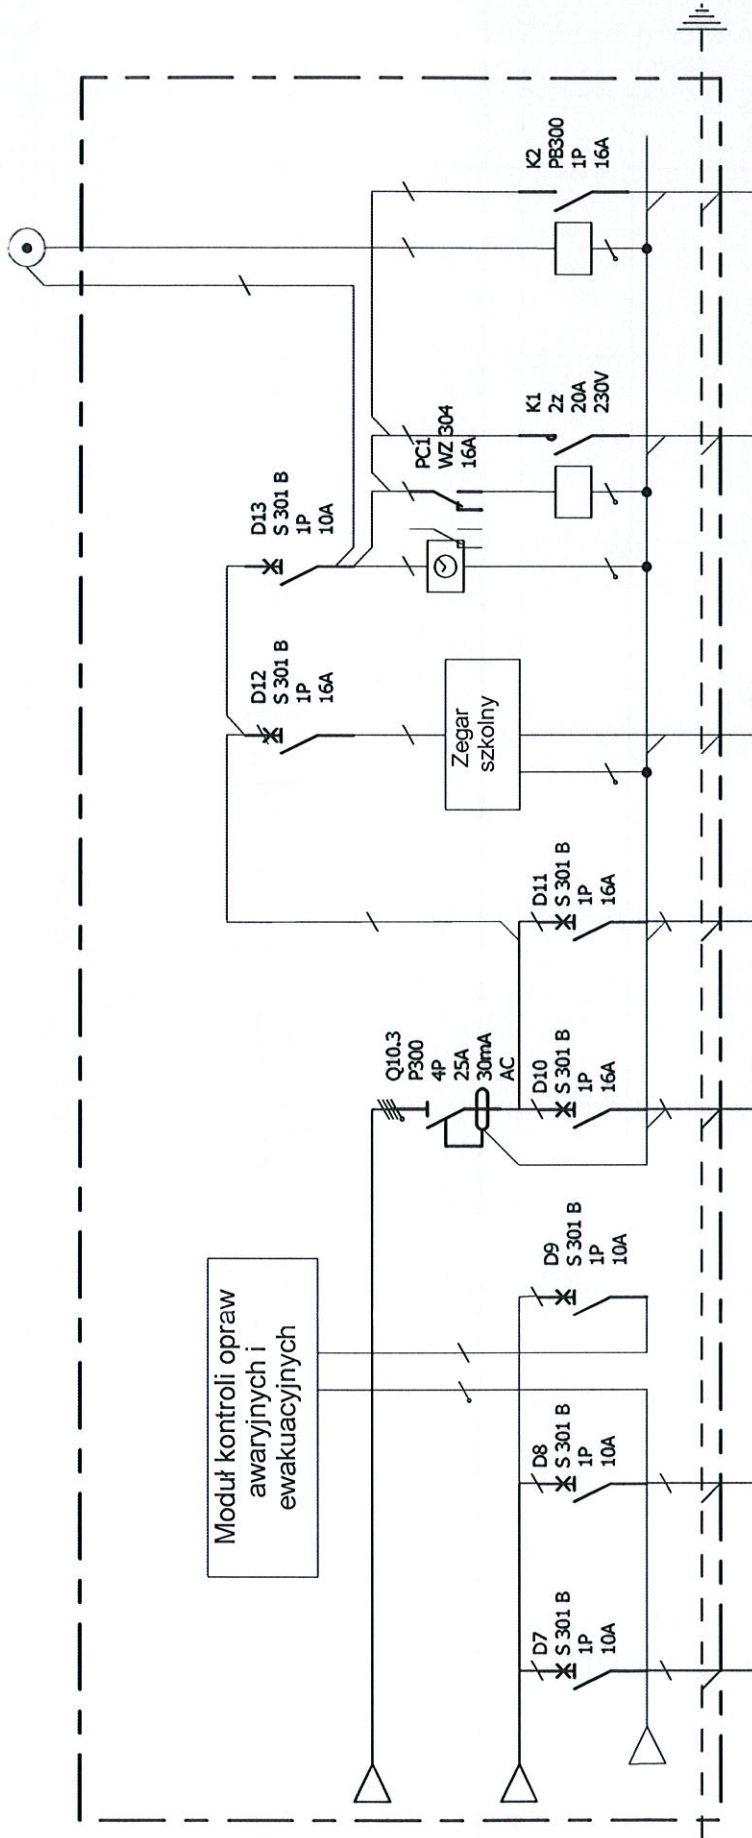 Moduł kontroli opraw
awaryjnych i
ewakuacyjnych
D7
S 301 B
1P
10A
D8
S 301 B
1P
10A
D9
S 301 B
1P
10A
Q10.3
P300
4P
25A
30mA
AC
D10
S 301 B
1P
16A
D11
S 301 B
1P
16A
D12
S 301 B
1P
16A
Zegar
szkolny
D13
S 301 B
1P
10A
PC1
WZ 304
16A
K1
2z
20A
230V
K2
PB300
1P
16A